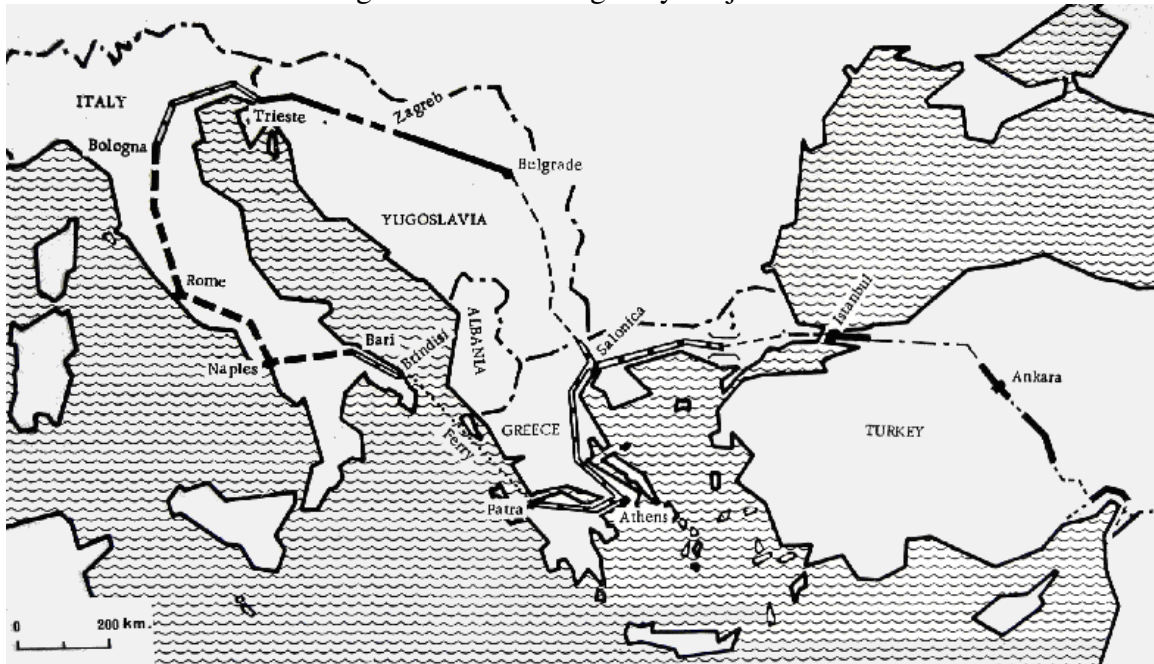 ITALY
Bologna
Trieste
Zagreb
Belgrade
YUGOSLAVIA
Rome
Bari
Brindisi
Naples
ALBANIA
Salonica
Istanbul
Ankara
TURKEY
GREECE
Ferry
Patra
Athens
0 200 km.